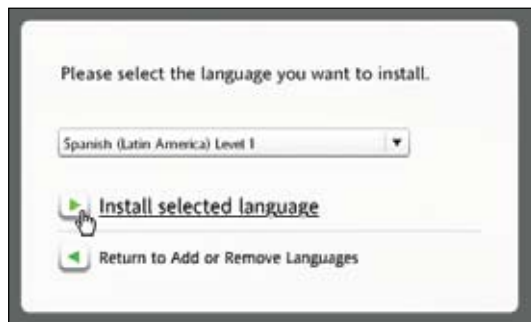 Please select the language you want to install.
Spanish (Latin America) Level 1
Install selected language
Return to Add or Remove Languages